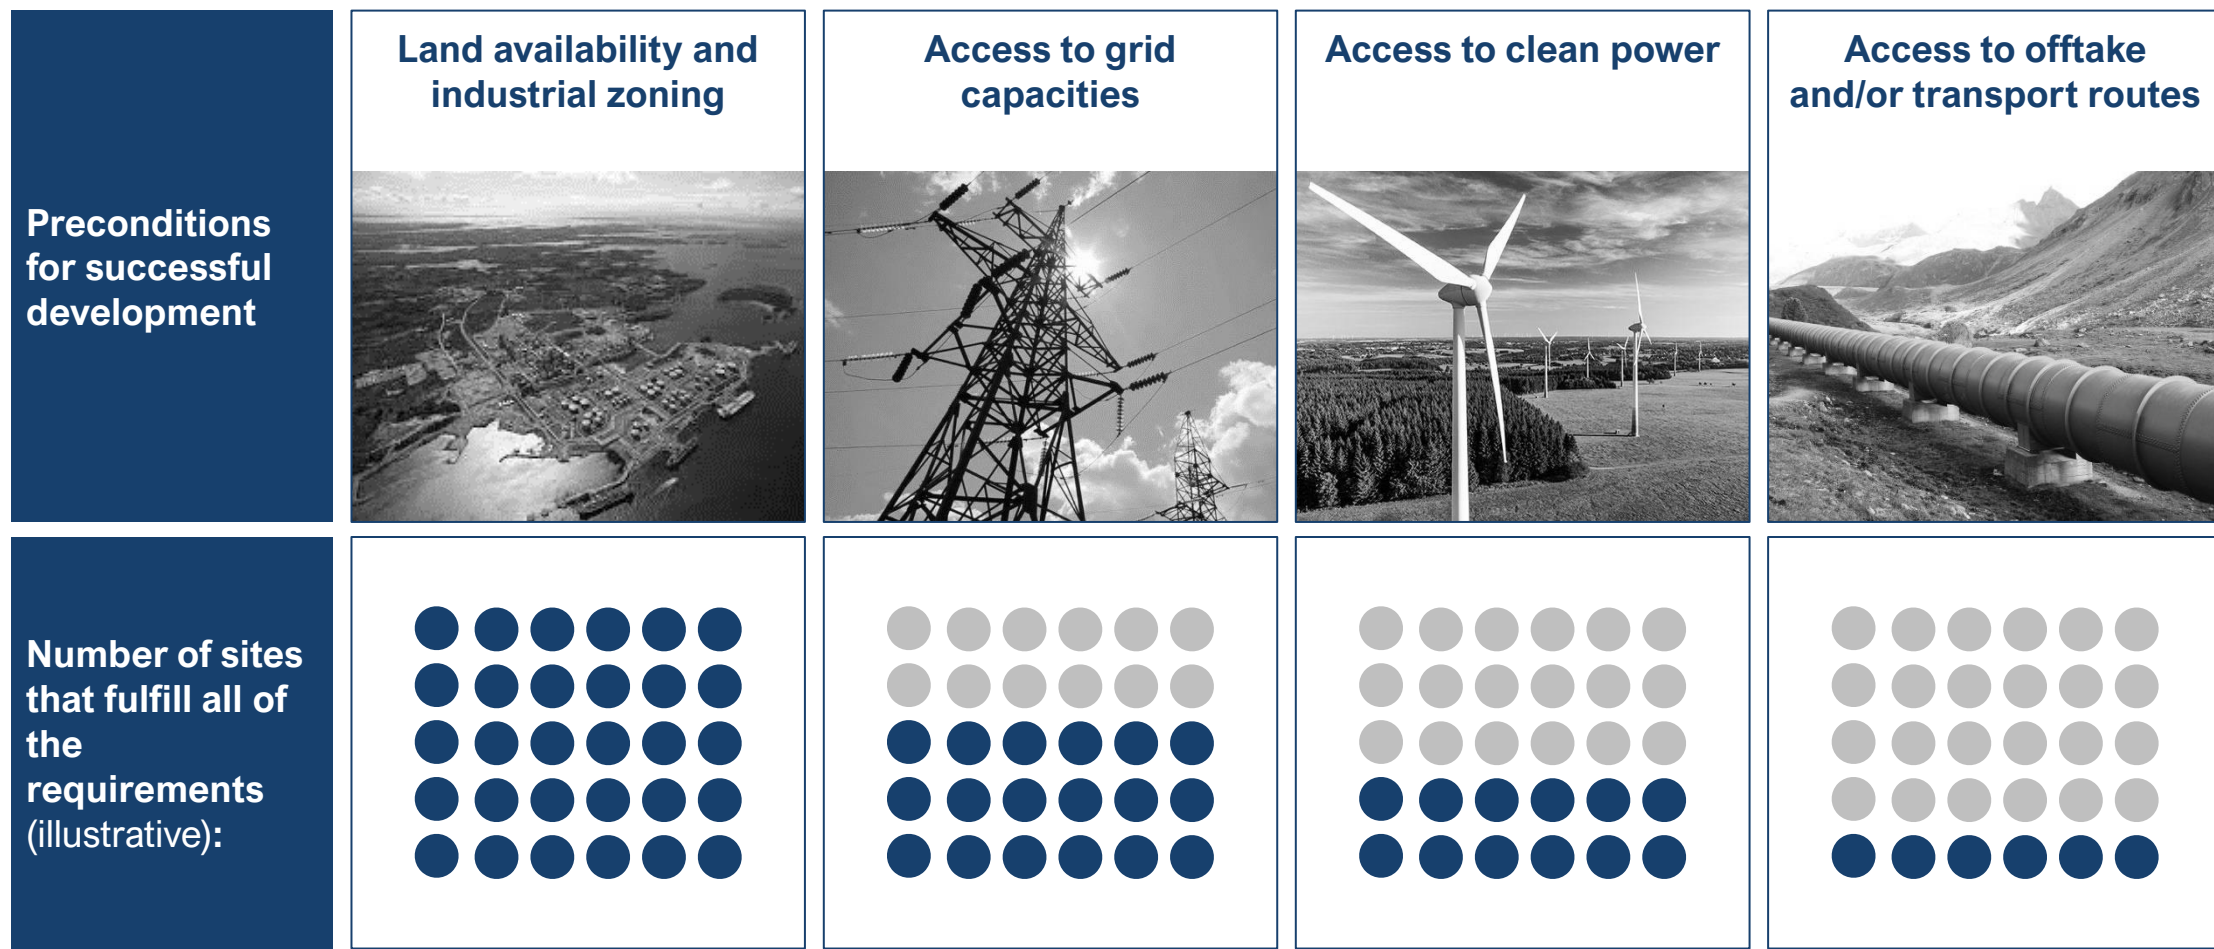 Preconditions
for successful
development
Land availability and
industrial zoning
Access to grid
capacities
Access to clean power
Access to offtake
and/or transport routes
Number of sites
that fulfill all of
the
requirements
(illustrative):